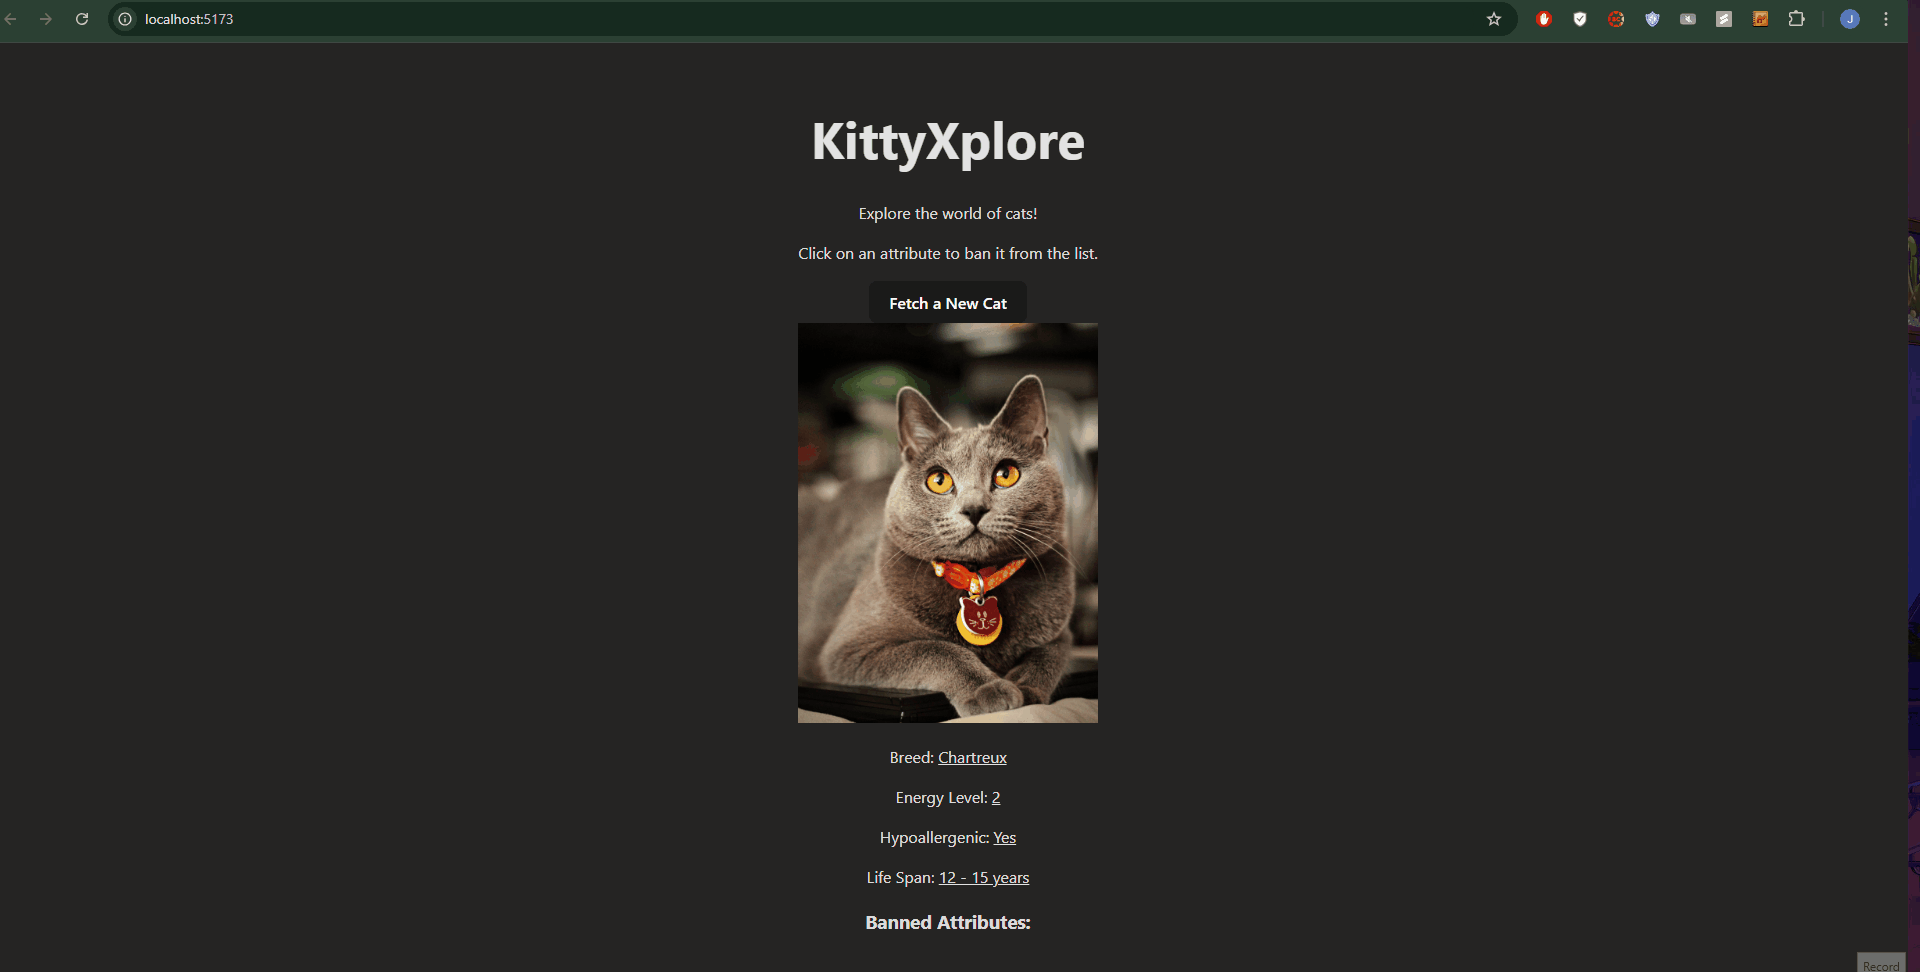 localhost:5173
J
KittyXplore
Explore the world of cats!
Click on an attribute to ban it from the list.
Fetch a New Cat
Breed: Chartreux
Energy Level: 2
Hypoallergenic: Yes
Life Span: 12 - 15 years
Banned Attributes:
Record